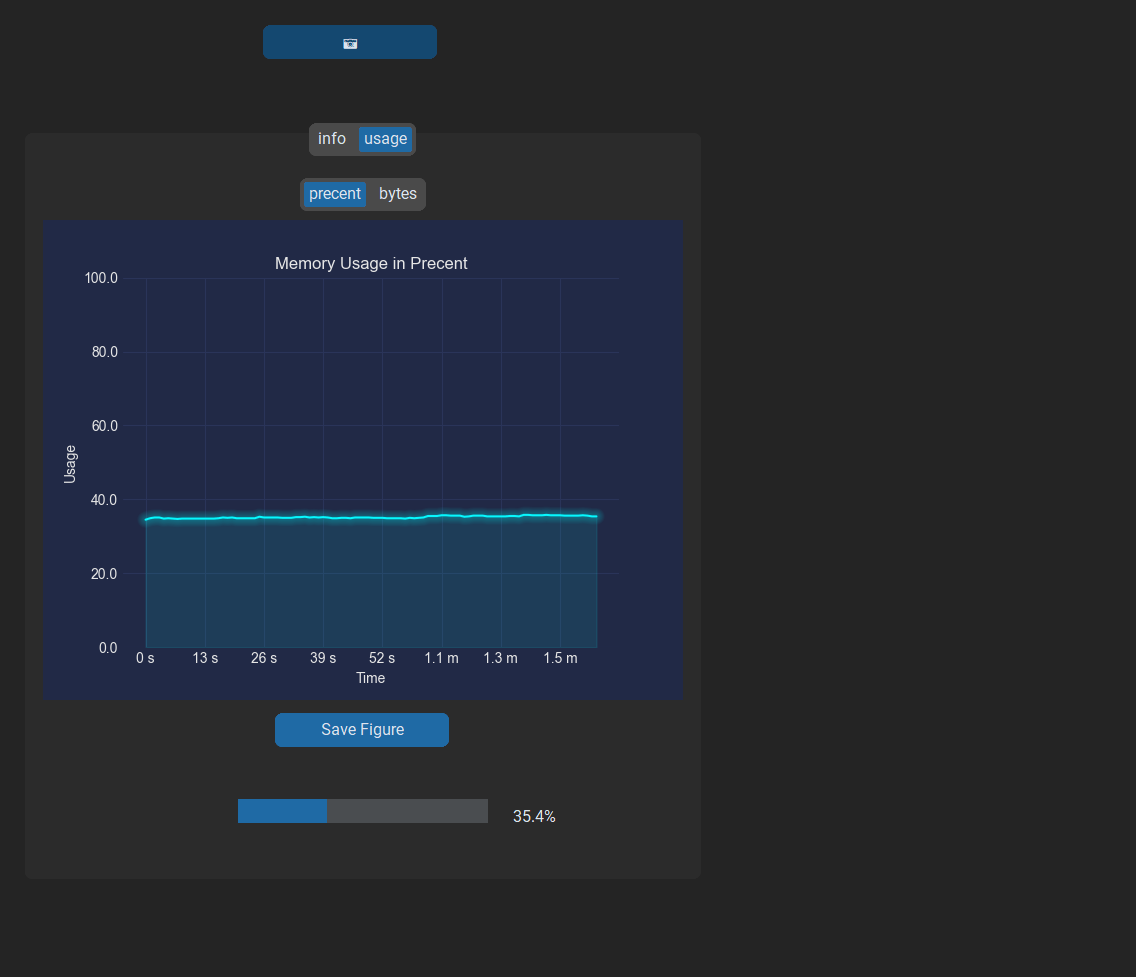 info usage
precent bytes
Memory Usage in Precent
100.0
80.0
60.0
40.0
20.0
0.0
Usage
0 s 13 s 26 s 39 s 52 s 1.1 m 1.3 m 1.5 m
Time
Save Figure
35.4%